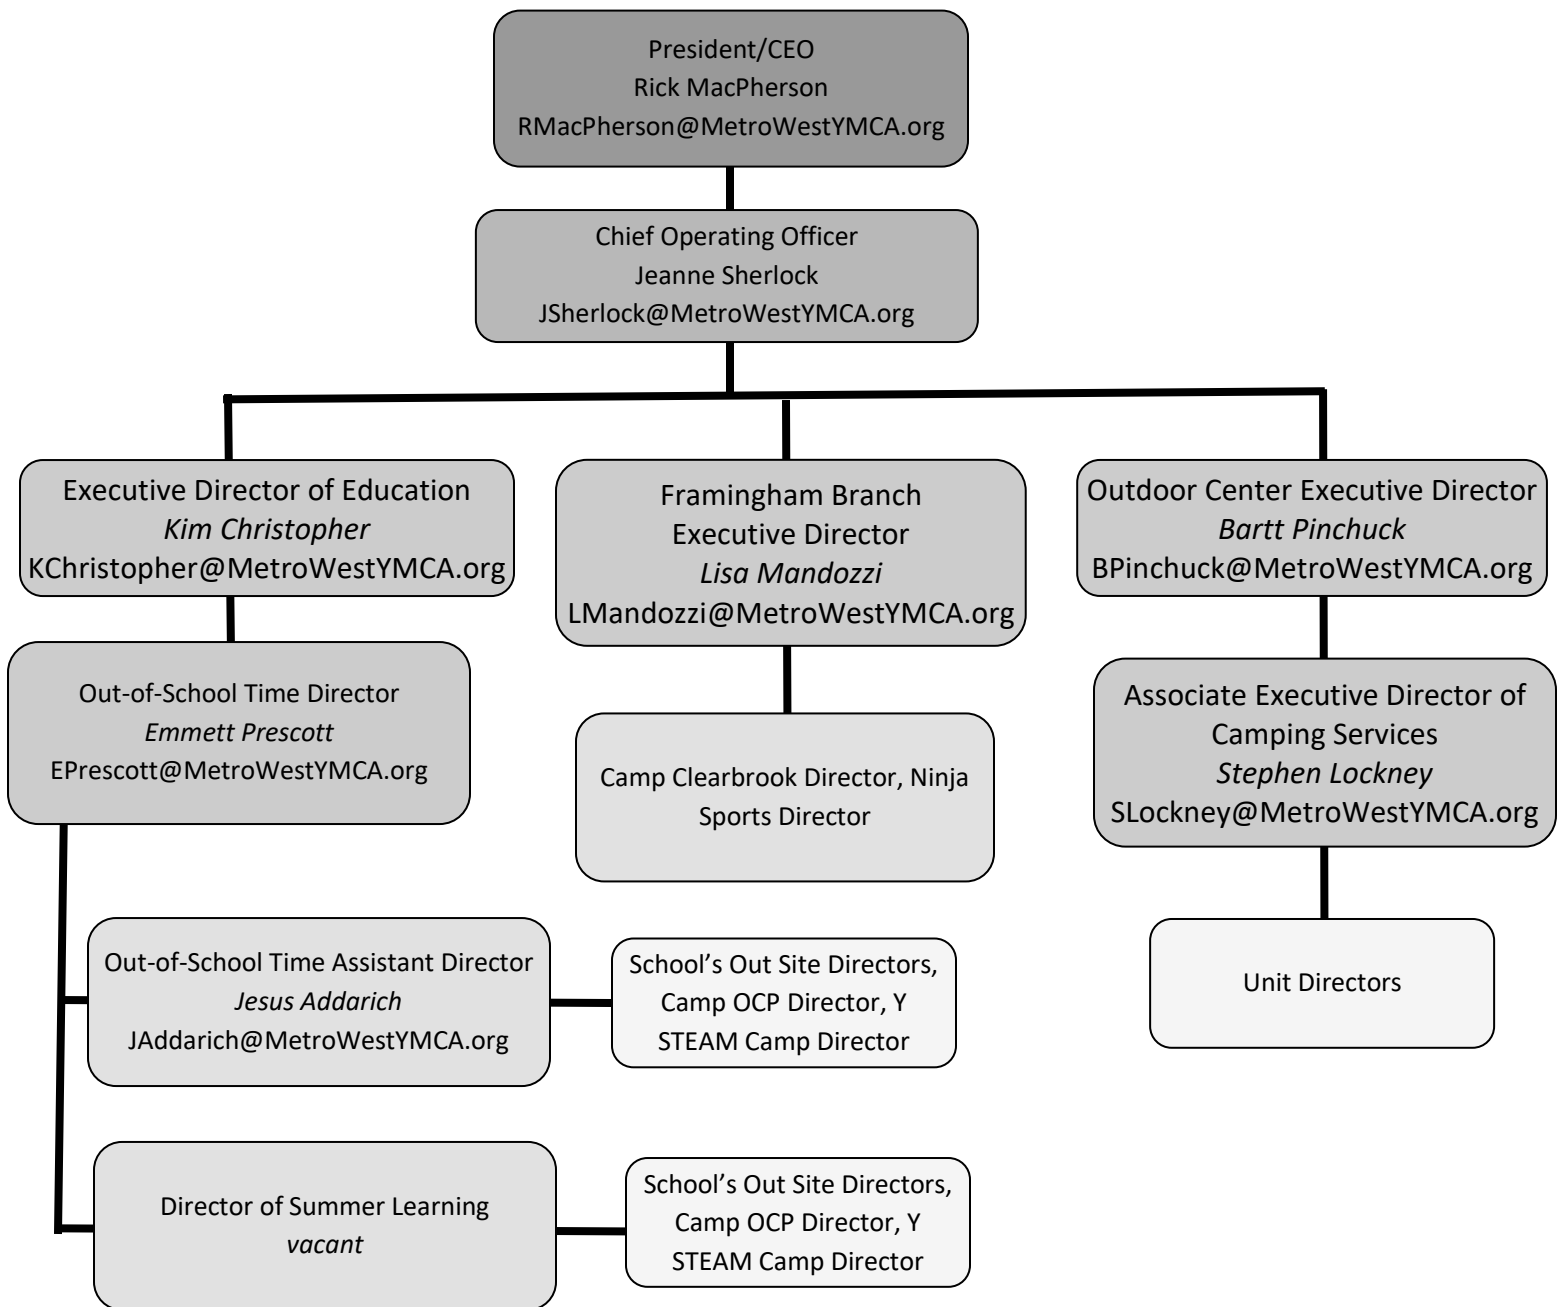 President/CEO
Rick MacPherson
RMacPherson@MetroWestYMCA.org
Chief Operating Officer
Jeanne Sherlock
JSherlock@MetroWestYMCA.org
Executive Director of Education
Kim Christopher
KChristopher@MetroWestYMCA.org
Framingham Branch
Executive Director
Lisa Mandozzi
LMandozzi@MetroWestYMCA.org
Outdoor Center Executive Director
Bartt Pinchuck
BPinchuck@MetroWestYMCA.org
Out-of-School Time Director
Emmett Prescott
EPrescott@MetroWestYMCA.org
Camp Clearbrook Director, Ninja
Sports Director
Associate Executive Director of
Camping Services
Stephen Lockney
SLockney@MetroWestYMCA.org
Out-of-School Time Assistant Director
Jesus Addarich
JAddarich@MetroWestYMCA.org
School’s Out Site Directors,
Camp OCP Director, Y
STEAM Camp Director
Unit Directors
Director of Summer Learning
vacant
School’s Out Site Directors,
Camp OCP Director, Y
STEAM Camp Director